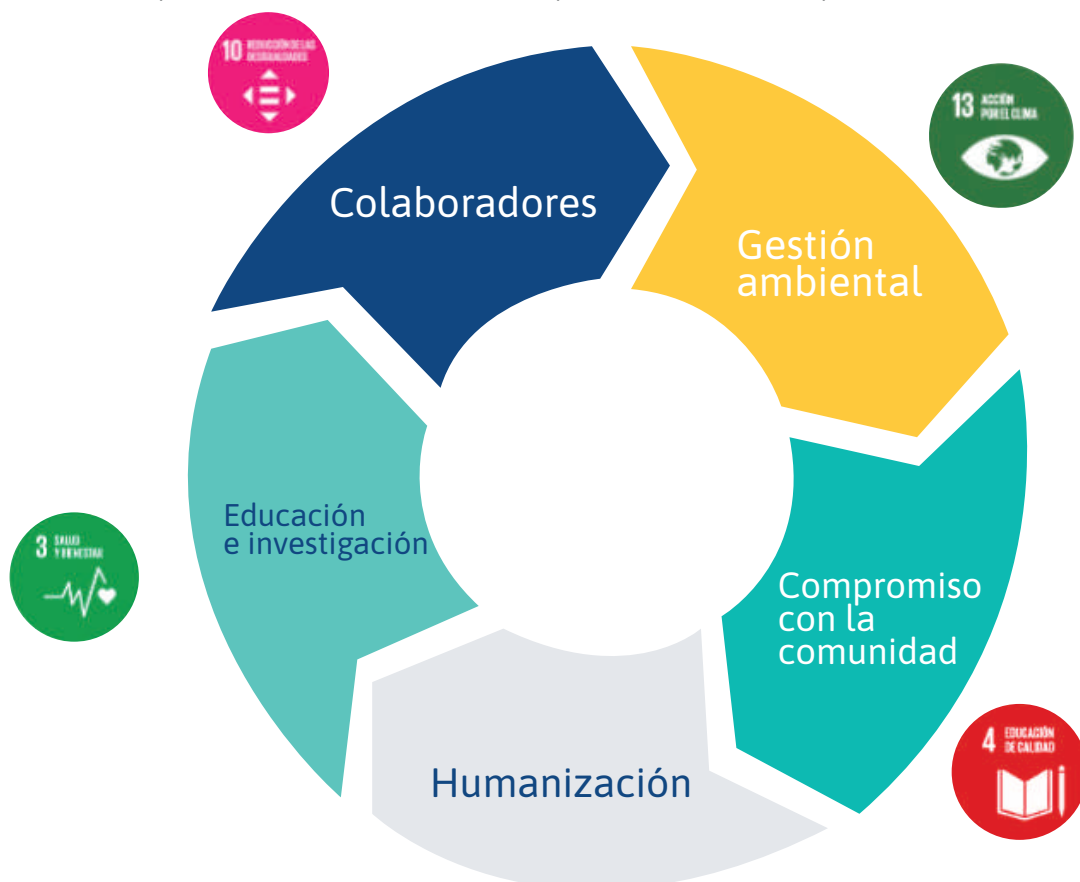 10 REDUCCIÓN DE LAS
DESIGUALDADES
13 ACCIÓN
POR EL CLIMA
Colaboradores
Gestión
ambiental
Educación
e investigación
3 SALUD
Y BIENESTAR
Compromiso
con la
comunidad
4 EDUCACIÓN
DE CALIDAD
Humanización